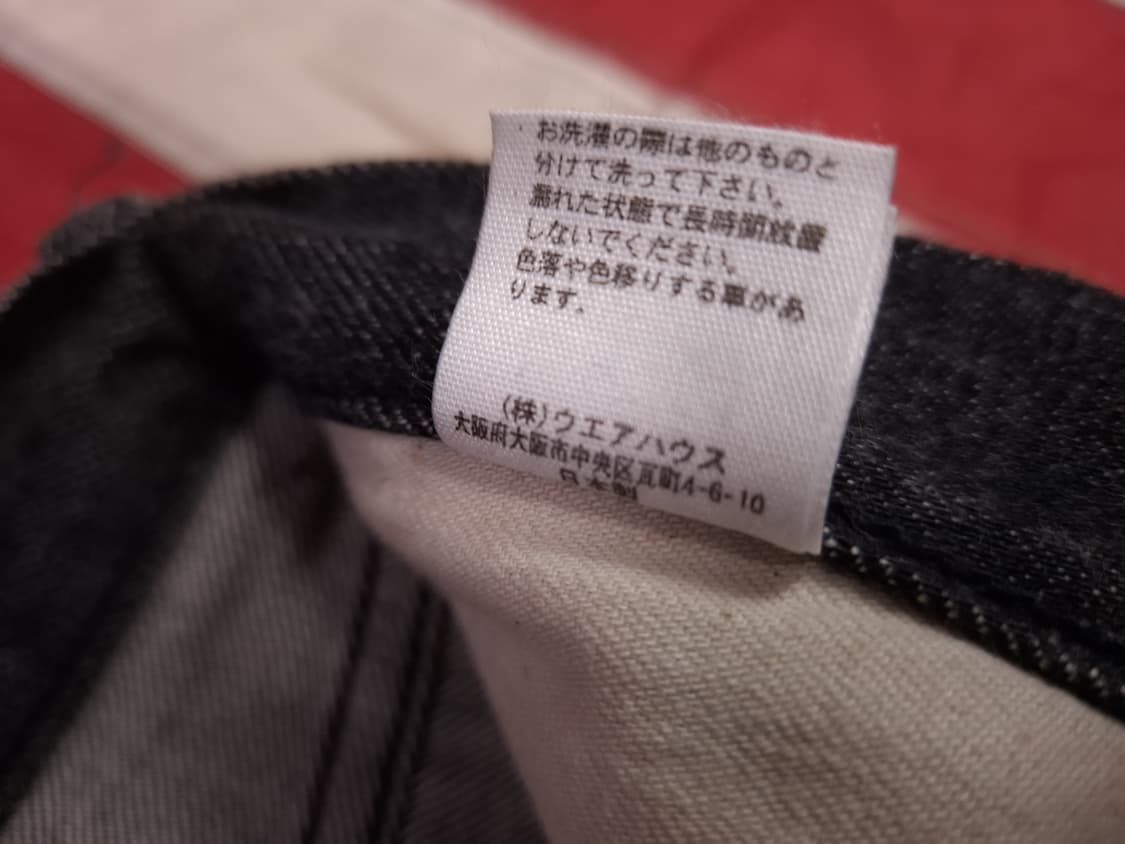 お洗濯の際は他のものと
分けて洗って下さい。
濡れた状態で長時間放置
しないでください。
色落や色移りする事があ
ります。
(株)ウエアハウス
大阪府大阪市中央区瓦町4-6-10
日本製